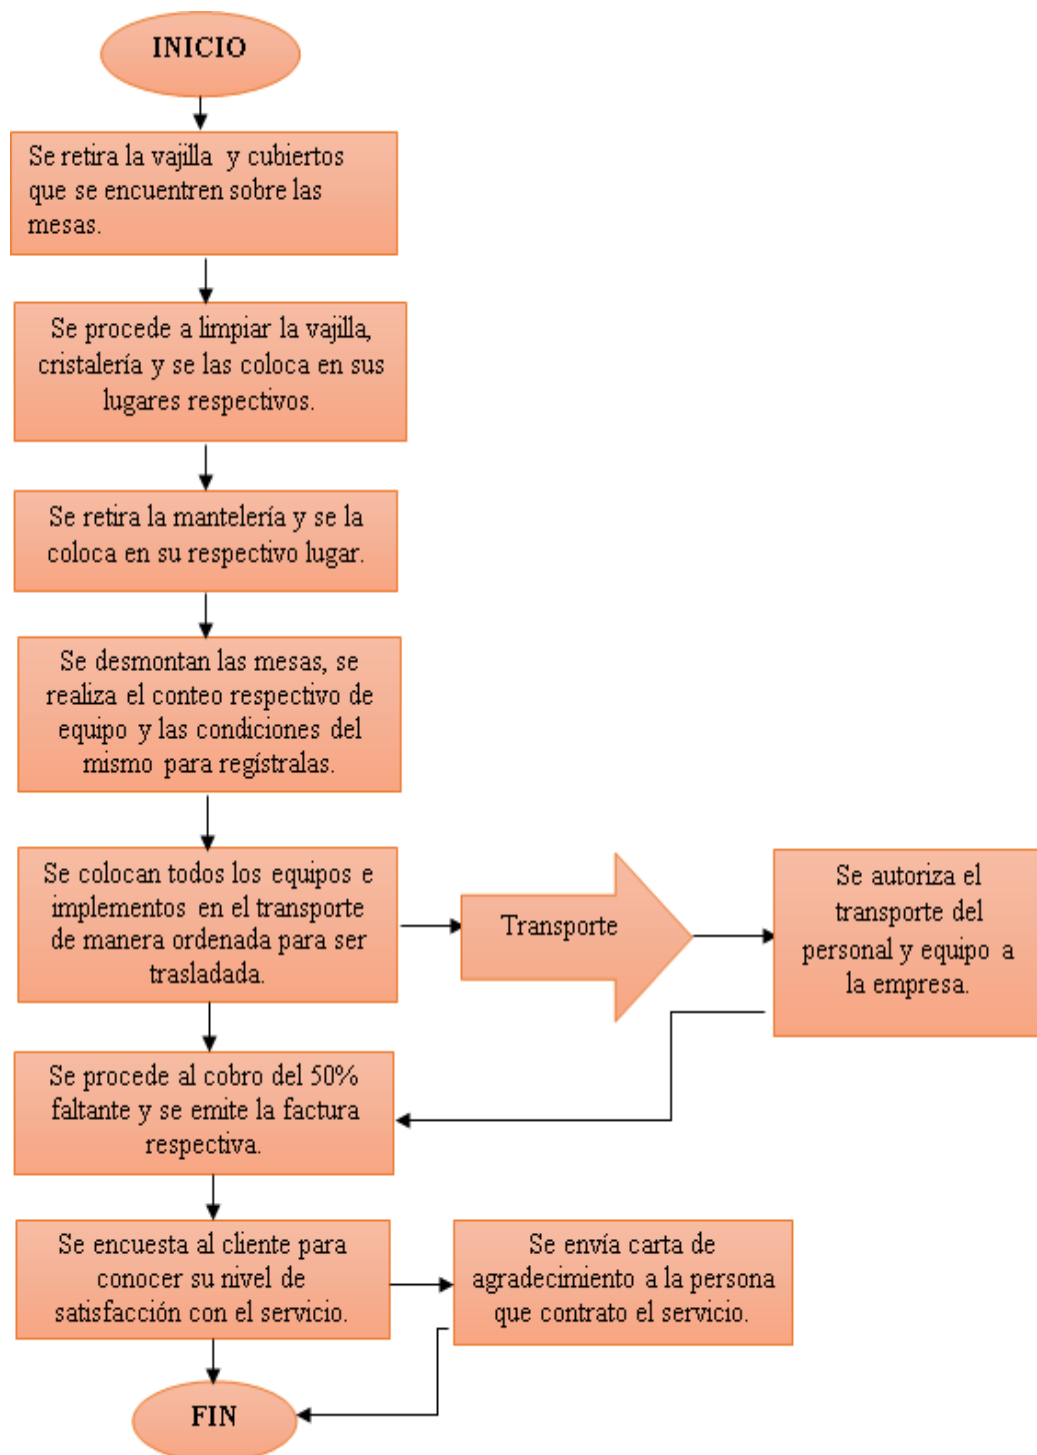 INICIO
Se retira la vajilla y cubiertos
que se encuentren sobre las
mesas.
Se procede a limpiar la vajilla,
cristalería y se las coloca en sus
lugares respectivos.
Se retira la mantelería y se la
coloca en su respectivo lugar.
Se desmontan las mesas, se
realiza el conteo respectivo de
equipo y las condiciones del
mismo para regístralas.
Se colocan todos los equipos e
implementos en el transporte
de manera ordenada para ser
trasladada.
Transporte
Se autoriza el
transporte del
personal y equipo a
la empresa.
Se procede al cobro del 50%
faltante y se emite la factura
respectiva.
Se encuesta al cliente para
conocer su nivel de
satisfacción con el servicio.
Se envía carta de
agradecimiento a la persona
que contrato el servicio.
FIN